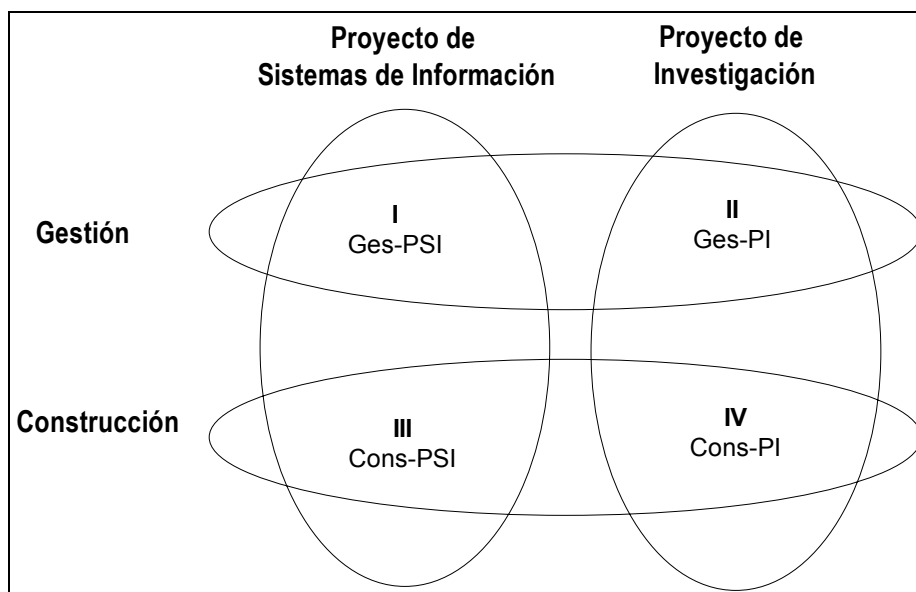 Proyecto de
Sistemas de Información
Proyecto de
Investigación
Gestión
I
Ges-PSI
II
Ges-PI
Construcción
III
Cons-PSI
IV
Cons-PI